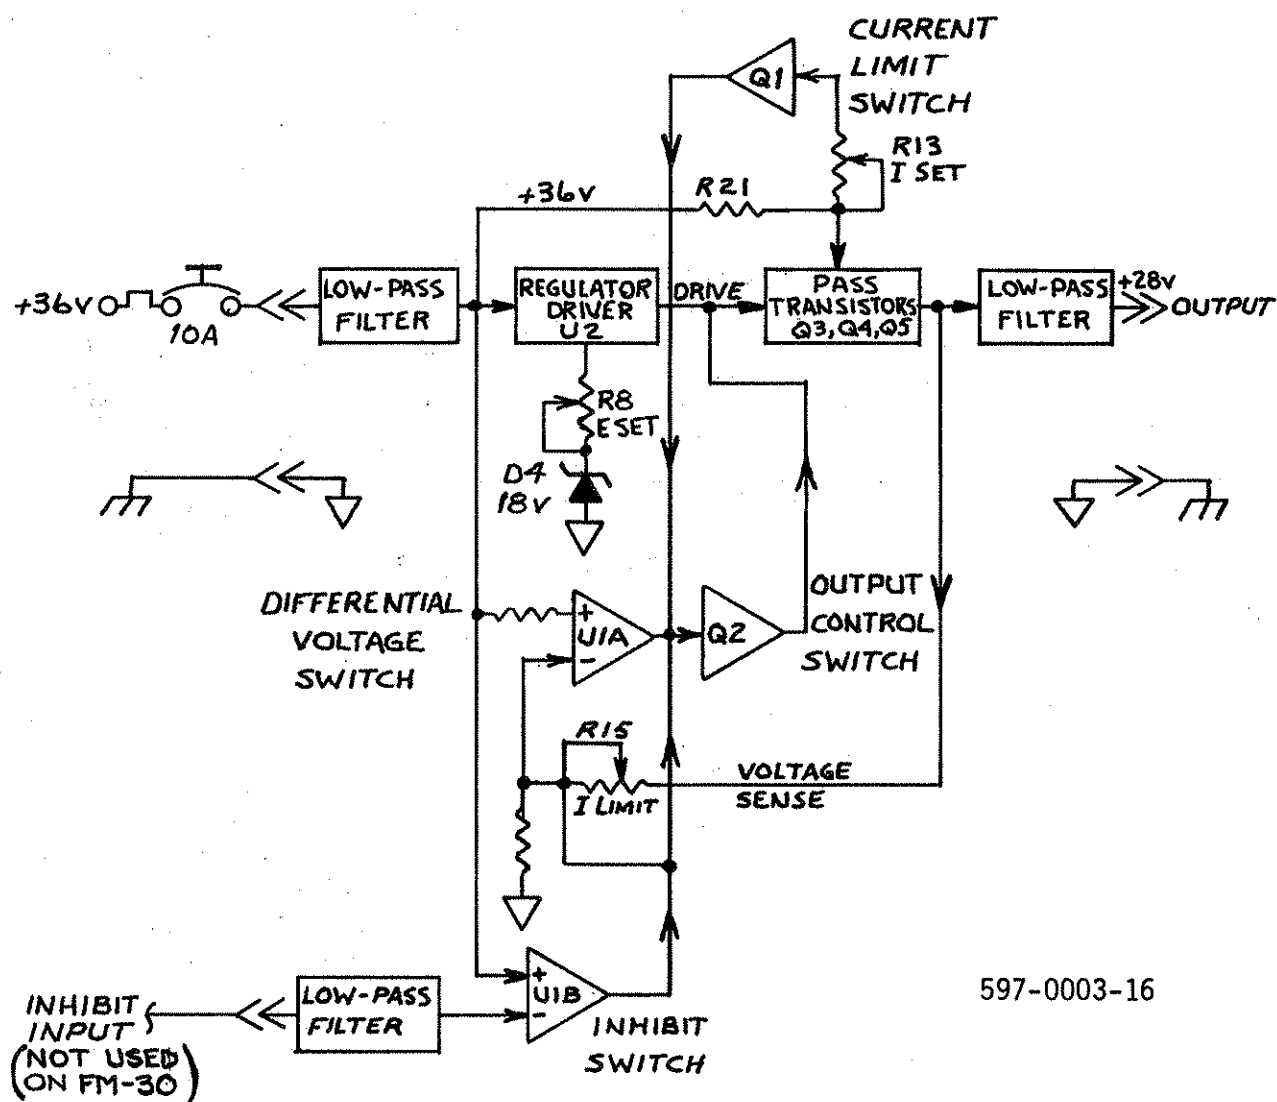 CURRENT
LIMIT
SWITCH
Q1
R13
I SET
R21
+36V
+36V
10A
LOW-PASS
FILTER
REGULATOR
DRIVER
U2
DRIVE
PASS
TRANSISTORS
Q3, Q4, Q5
LOW-PASS
FILTER
+28V
OUTPUT
R8
E SET
D4
18V
DIFFERENTIAL
VOLTAGE
SWITCH
+
U1A
-
Q2
OUTPUT
CONTROL
SWITCH
R15
I LIMIT
VOLTAGE
SENSE
INHIBIT
INPUT
(NOT USED
ON FM-30)
LOW-PASS
FILTER
+
U1B
-
INHIBIT
SWITCH
597-0003-16